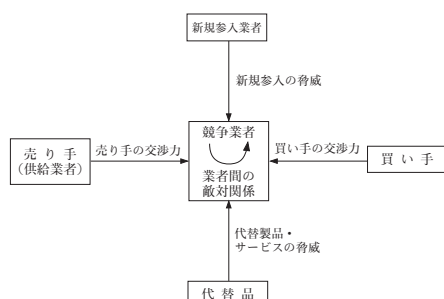 新規参入業者
新規参入の脅威
競争業者
業者間の
敵対関係
売り手
（供給業者）
売り手の交渉力
買い手の交渉力
買い手
代替製品・
サービスの脅威
代替品